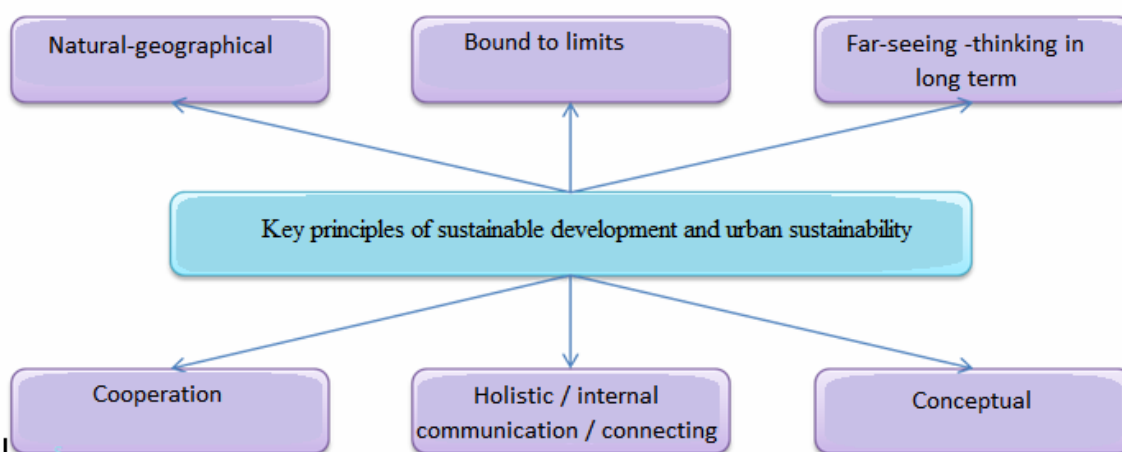 Natural-geographical
Bound to limits
Far-seeing -thinking in
long term
Key principles of sustainable development and urban sustainability
Cooperation
Holistic / internal
communication / connecting
Conceptual